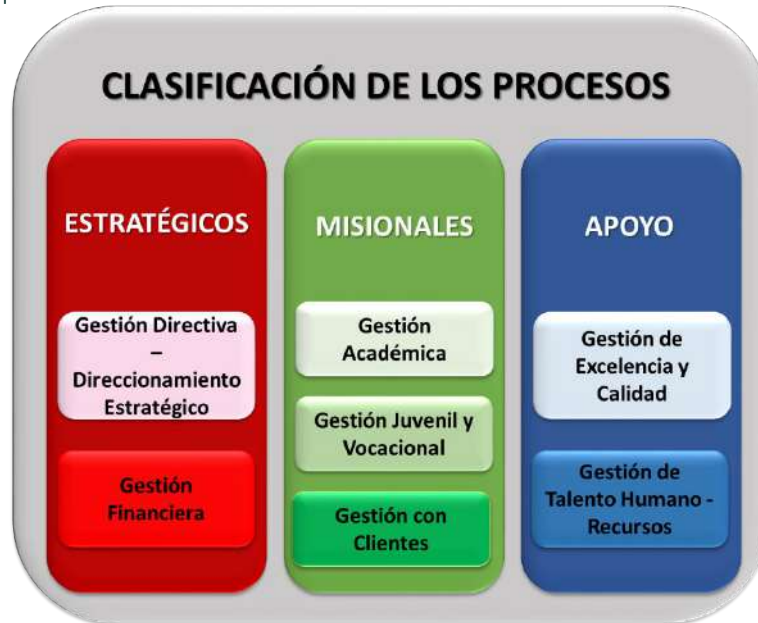 CLASIFICACIÓN DE LOS PROCESOS
ESTRATÉGICOS
Gestión Directiva
–
Direccionamiento
Estratégico
Gestión
Financiera
MISIONALES
Gestión
Académica
Gestión Juvenil y
Vocacional
Gestión con
Clientes
APOYO
Gestión de
Excelencia y
Calidad
Gestión de
Talento Humano -
Recursos